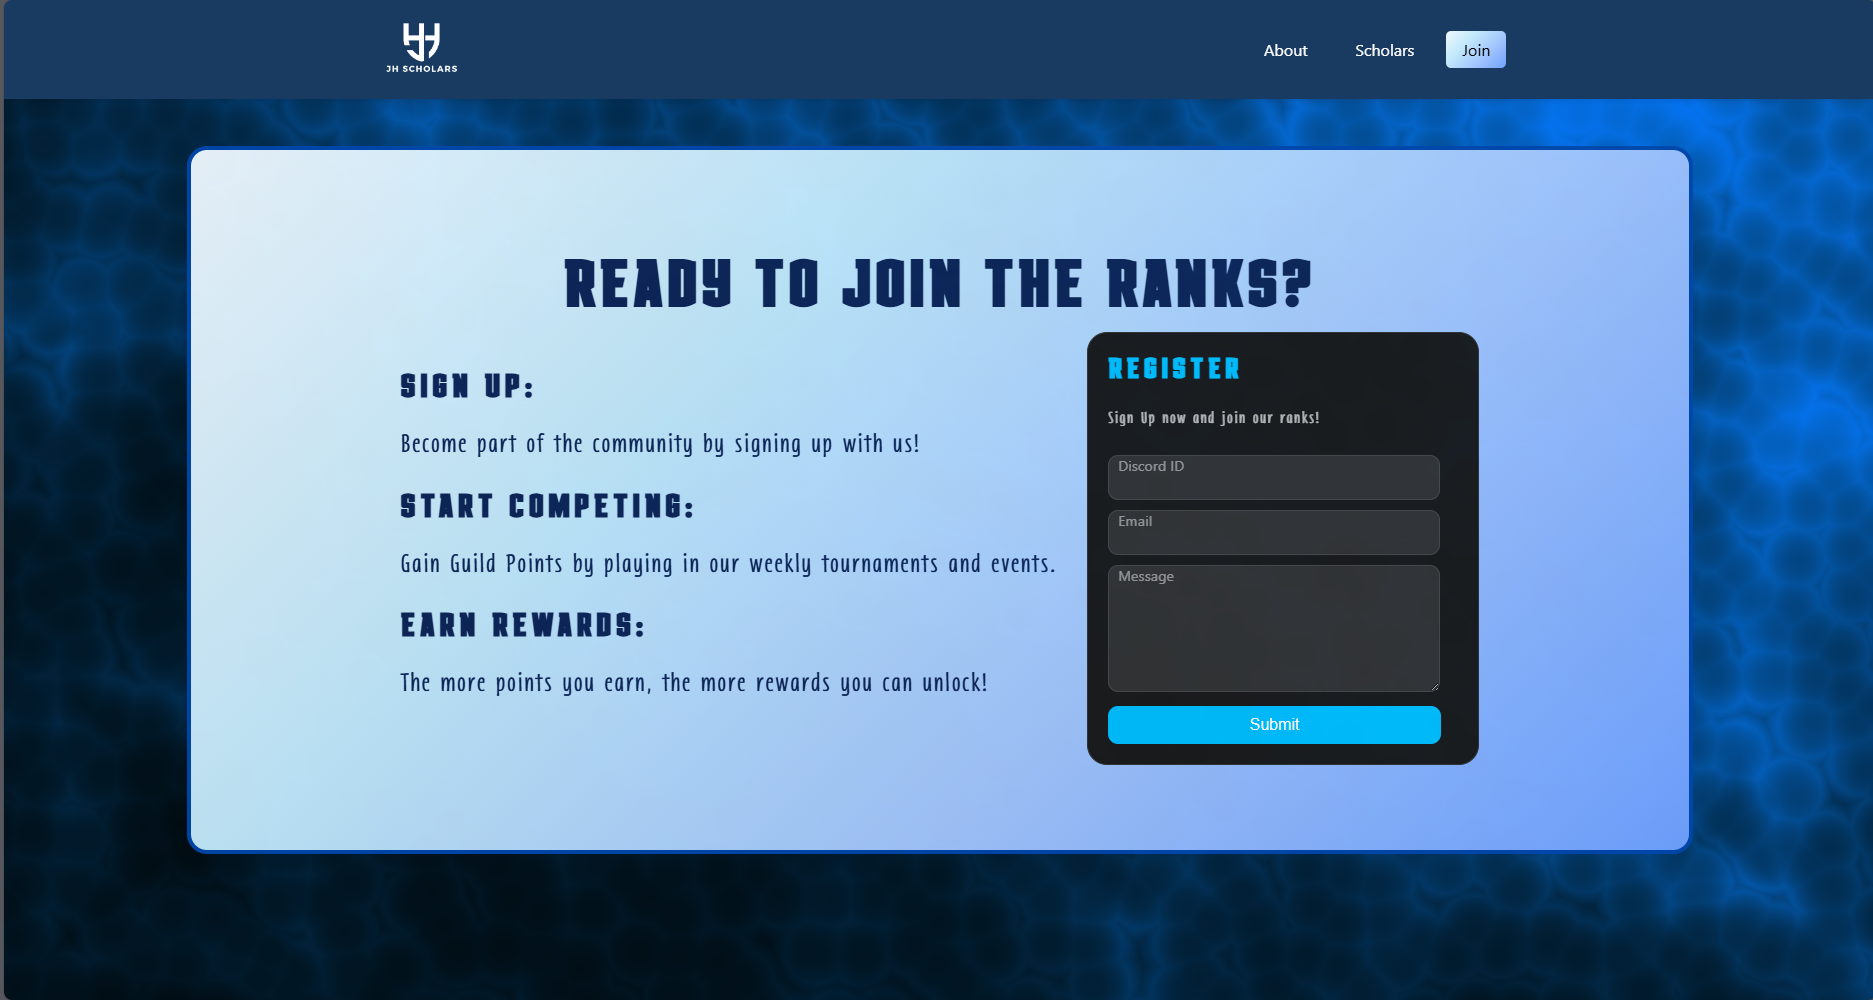 JH SCHOLARS
About
Scholars
Join
READY TO JOIN THE RANKS?
SIGN UP:
Become part of the community by signing up with us!
START COMPETING:
Gain Guild Points by playing in our weekly tournaments and events.
EARN REWARDS:
The more points you earn, the more rewards you can unlock!
REGISTER
Sign Up now and join our ranks!
Discord ID
Email
Message
Submit